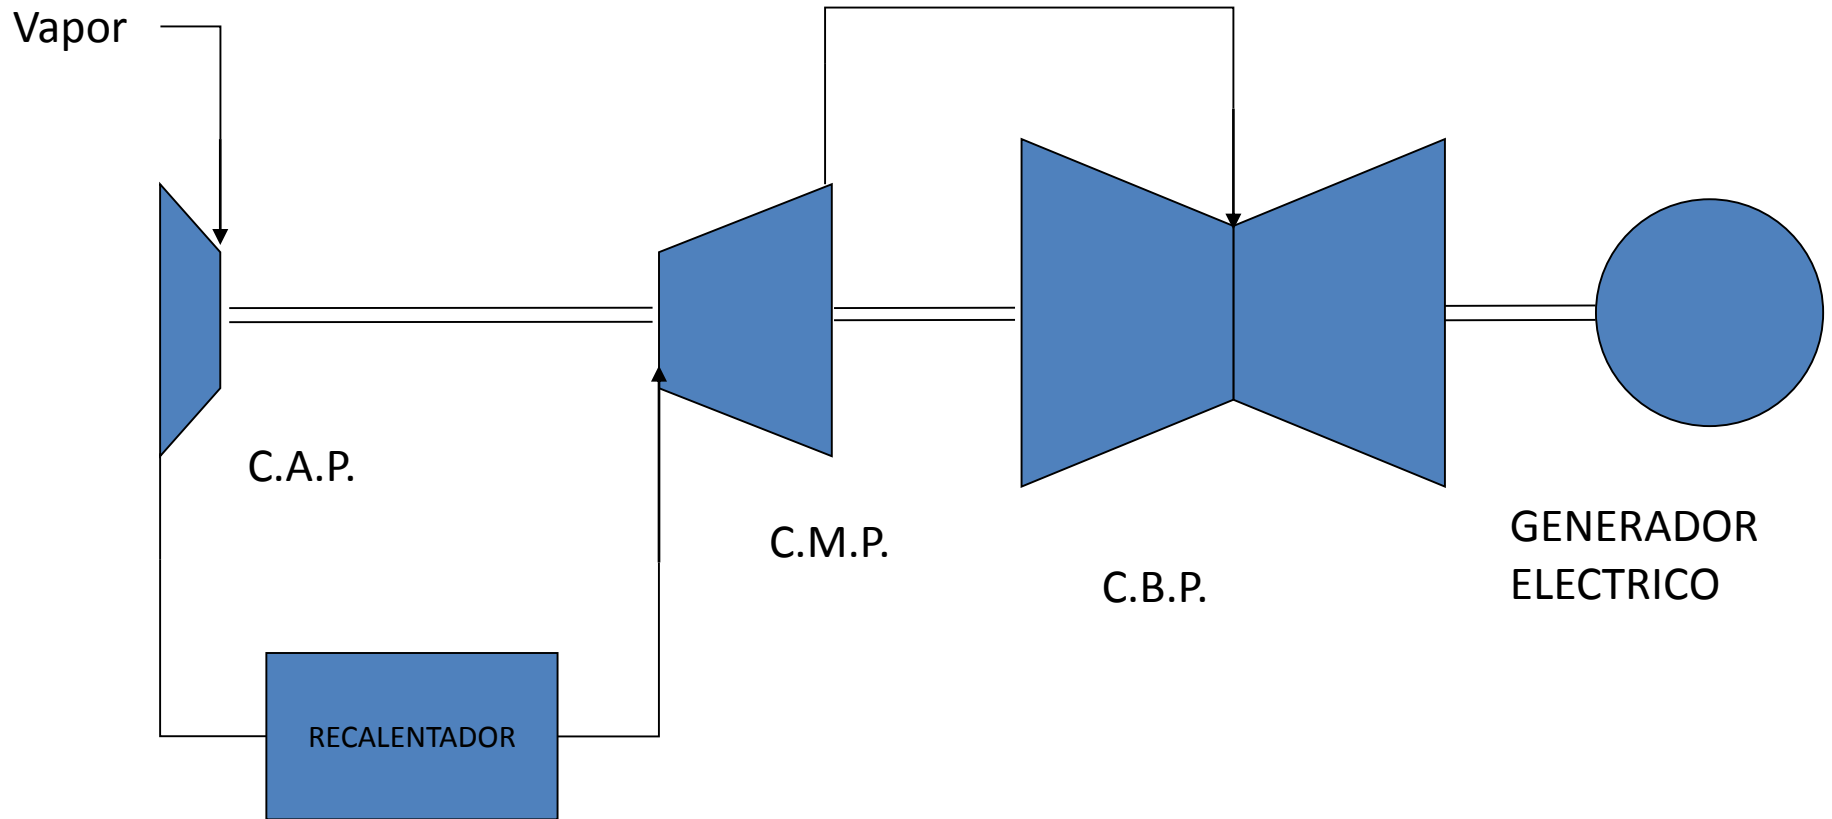 Vapor
C.A.P.
C.M.P.
C.B.P.
GENERADOR
ELECTRICO
RECALENTADOR